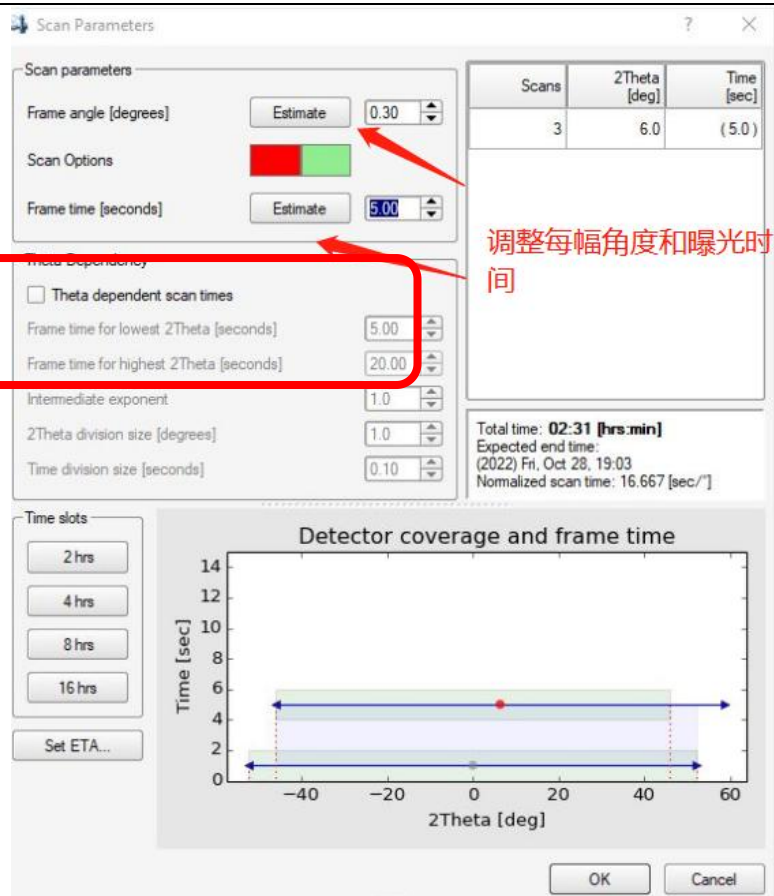 Scan Parameters
? ×
Scan parameters
Frame angle [degrees] Estimate 0.30
Scan Options
Frame time [seconds] Estimate 5.00
Scans 2Theta [deg] Time [sec]
3 6.0 (5.0)
调整每幅角度和曝光时
间
Theta Dependency
Theta dependent scan times
Frame time for lowest 2Theta [seconds] 5.00
Frame time for highest 2Theta [seconds] 20.00
Intermediate exponent 1.0
2Theta division size [degrees] 1.0
Time division size [seconds] 0.10
Total time: 02:31 [hrs:min]
Expected end time:
(2022) Fri, Oct 28, 19:03
Normalized scan time: 16.667 [sec/°]
Time slots
2 hrs
4 hrs
8 hrs
16 hrs
Set ETA...
Detector coverage and frame time
Time [sec]
14
12
10
8
6
4
2
0
−40 −20 0 20 40 60
2Theta [deg]
OK Cancel